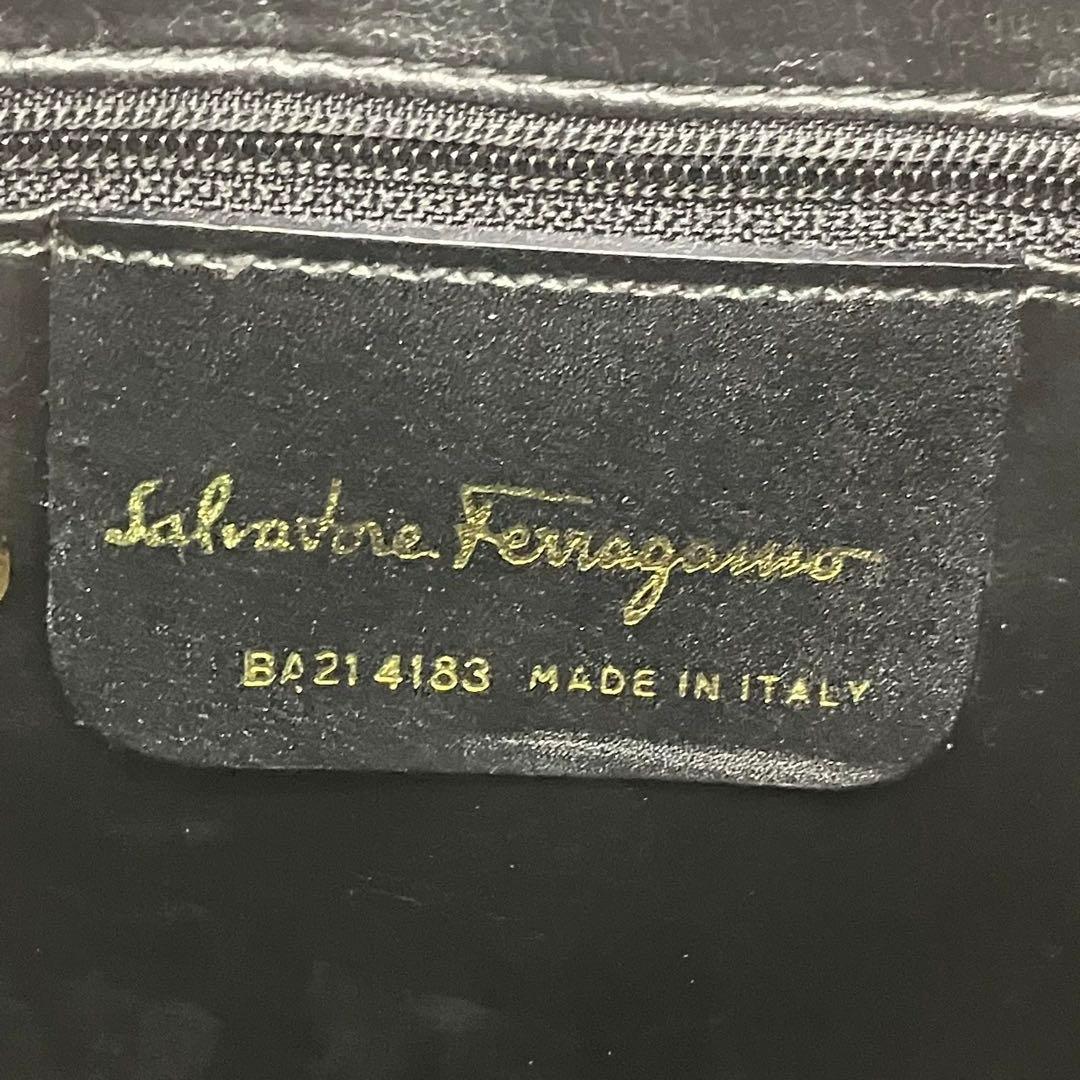 Salvatore Ferragamo
BA21 4183 MADE IN ITALY